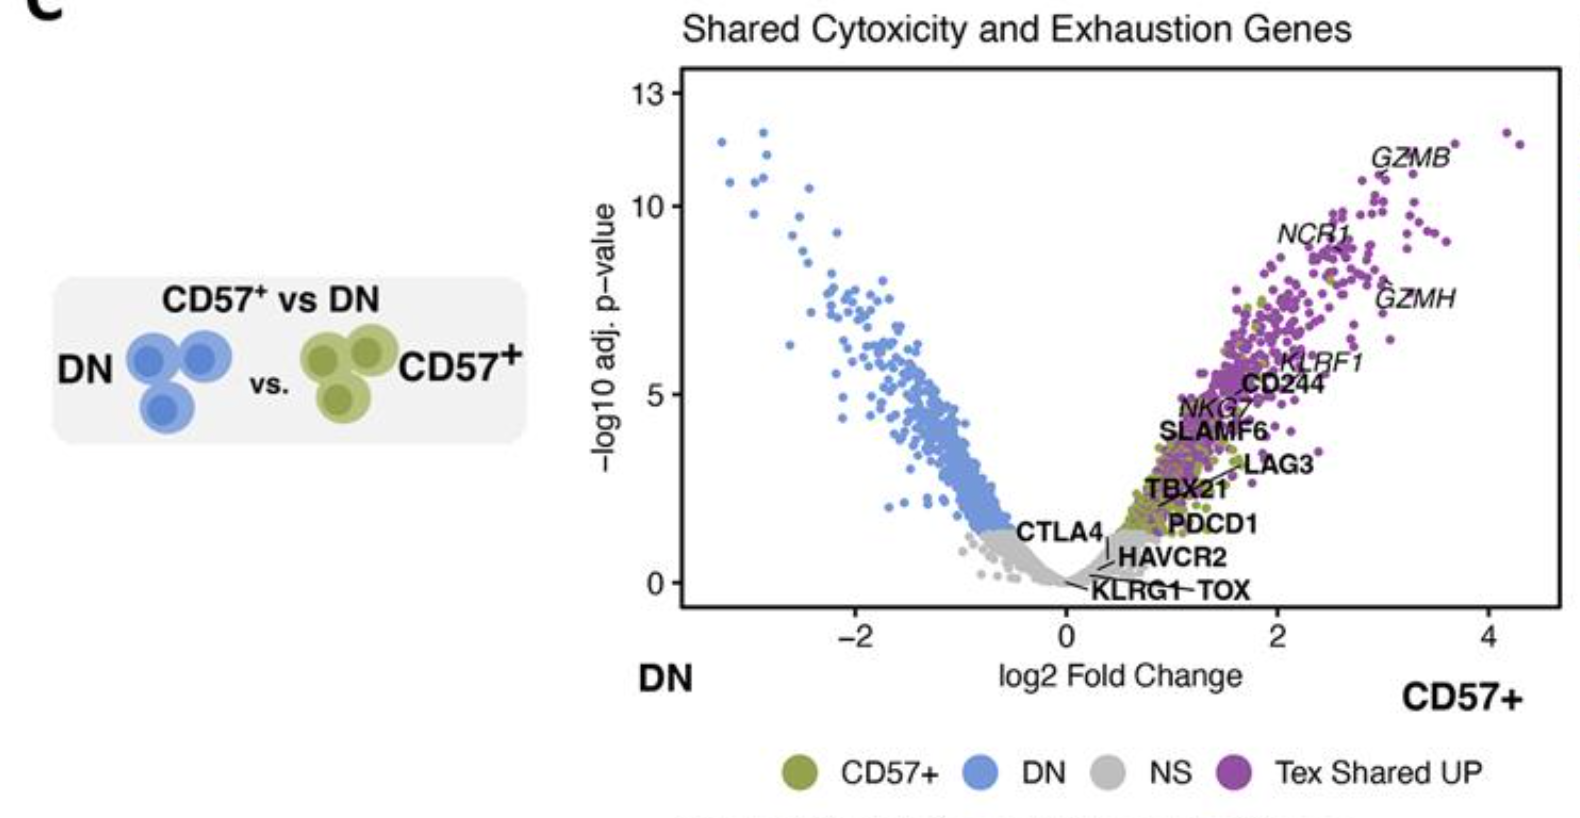 C
Shared Cytoxicity and Exhaustion Genes
CD57⁺ vs DN
DN
vs.
CD57⁺
−log10 adj. p−value
13
10
5
0
GZMB
NCR1
GZMH
KLRF1
CD244
NKG7
SLAMF6
LAG3
TBX21
PDCD1
CTLA4
HAVCR2
KLRG1
TOX
−2
0
2
4
DN
log2 Fold Change
CD57+
CD57+
DN
NS
Tex Shared UP